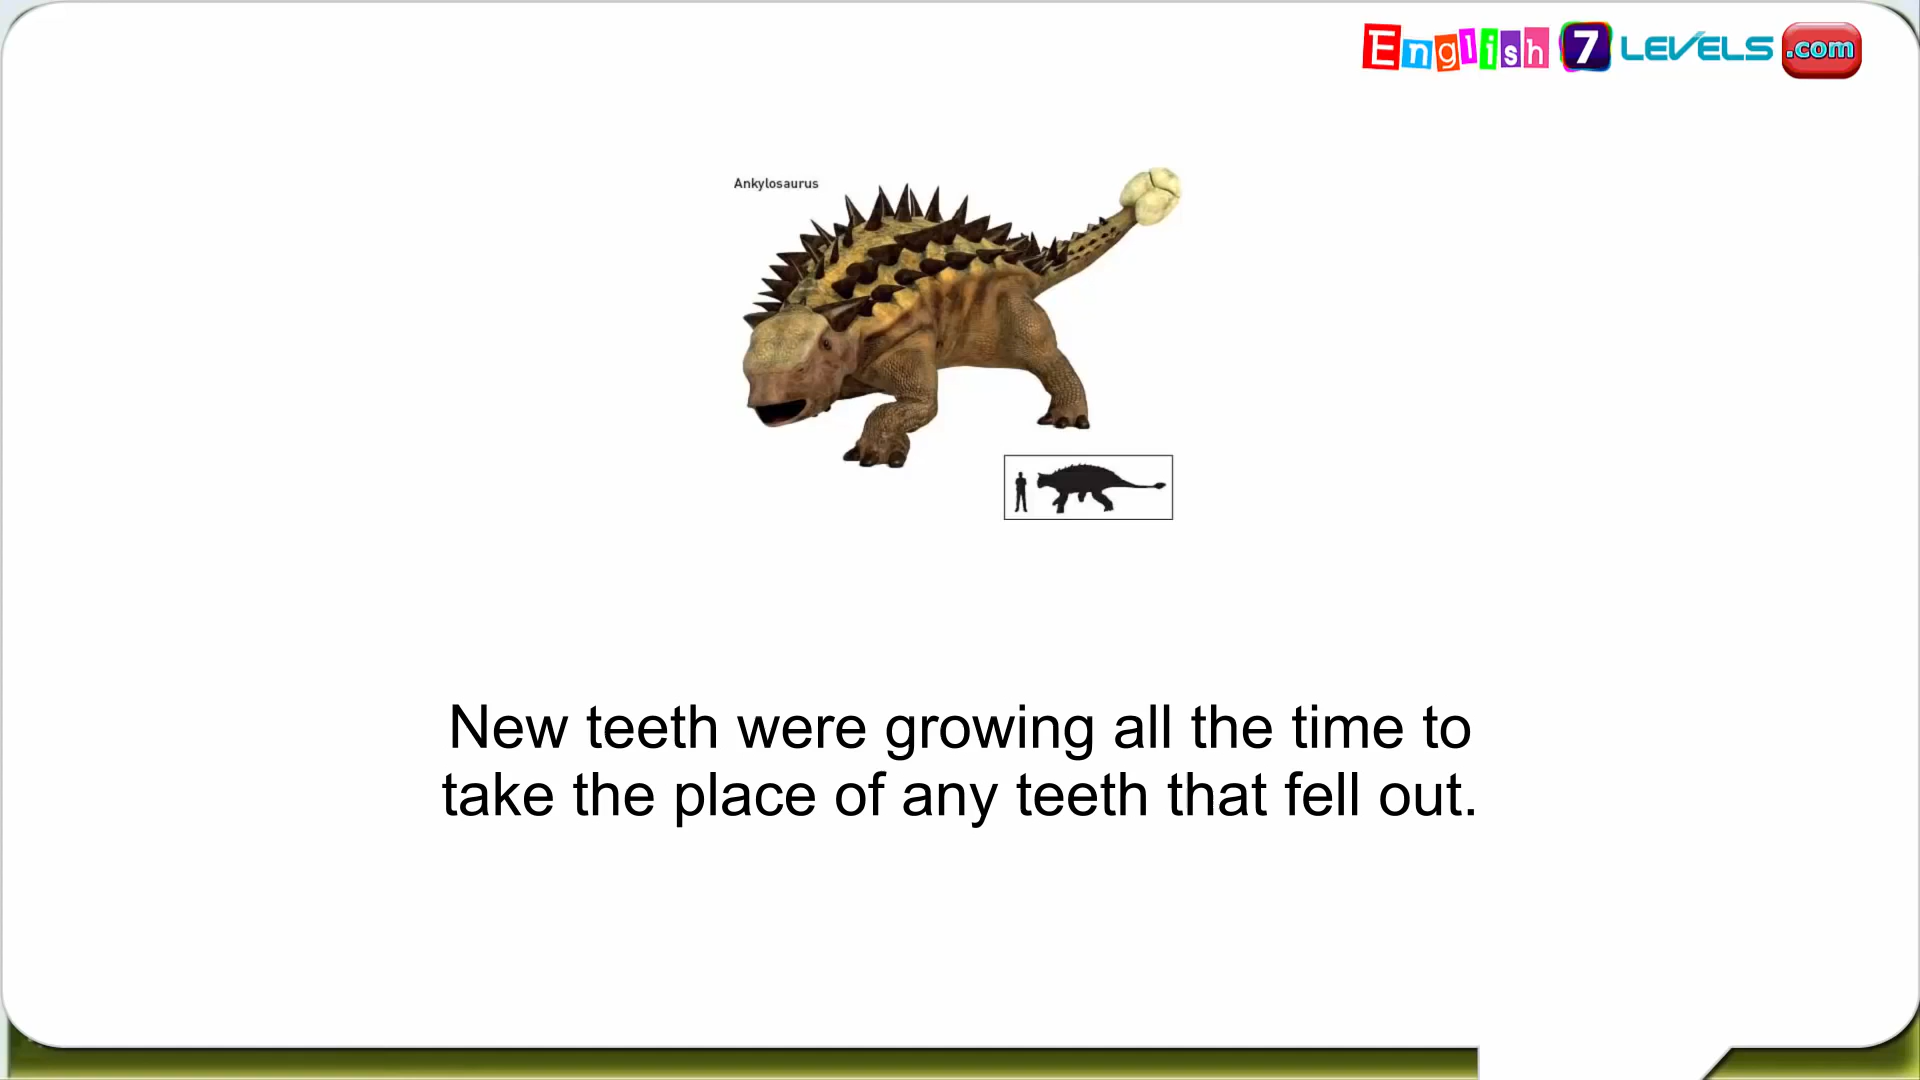 English 7 LEVELS .com
Ankylosaurus
New teeth were growing all the time to
take the place of any teeth that fell out.